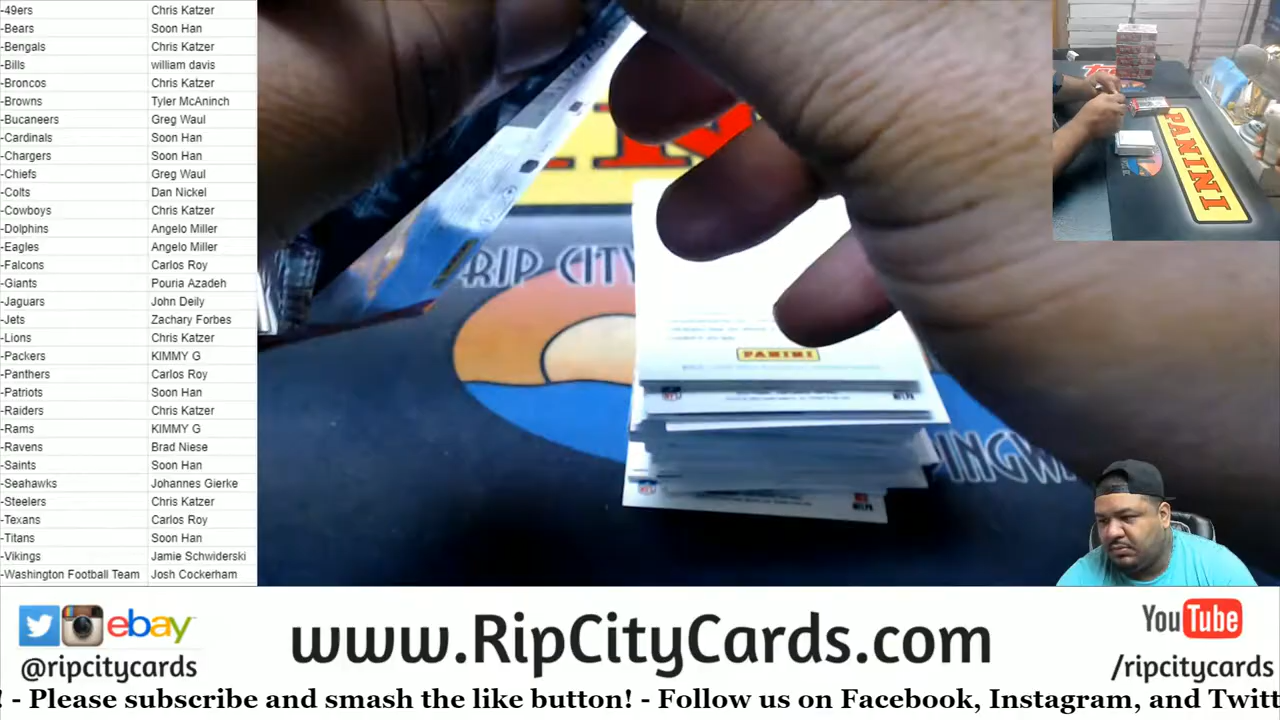 -49ers Chris Katzer
-Bears Soon Han
-Bengals Chris Katzer
-Bills william davis
-Broncos Chris Katzer
-Browns Tyler McAninch
-Bucaneers Greg Waul
-Cardinals Soon Han
-Chargers Soon Han
-Chiefs Greg Waul
-Colts Dan Nickel
-Cowboys Chris Katzer
-Dolphins Angelo Miller
-Eagles Angelo Miller
-Falcons Carlos Roy
-Giants Pouria Azadeh
-Jaguars John Deily
-Jets Zachary Forbes
-Lions Chris Katzer
-Packers KIMMY G
-Panthers Carlos Roy
-Patriots Soon Han
-Raiders Chris Katzer
-Rams KIMMY G
-Ravens Brad Niese
-Saints Soon Han
-Seahawks Johannes Gierke
-Steelers Chris Katzer
-Texans Carlos Roy
-Titans Soon Han
-Vikings Jamie Schwiderski
-Washington Football Team Josh Cockerham
RIP CITY
PANINI
PANINI
ebay
@ripcitycards
www.RipCityCards.com
YouTube
/ripcitycards
! - Please subscribe and smash the like button! - Follow us on Facebook, Instagram, and Twitt